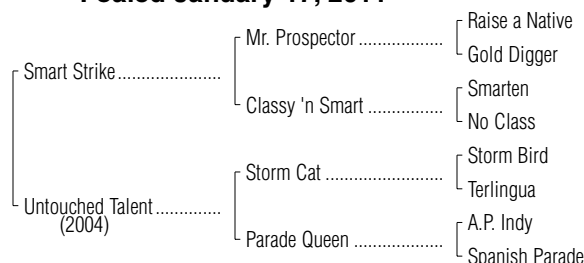 Foaled January 17, 2011
Raise a Native
Mr. Prospector ..................
Gold Digger
Smart Strike......................
Smarten
Classy 'n Smart ................
No Class
Storm Bird
Storm Cat .........................
Terlingua
Untouched Talent..............
(2004)
A.P. Indy
Parade Queen ...................
Spanish Parade